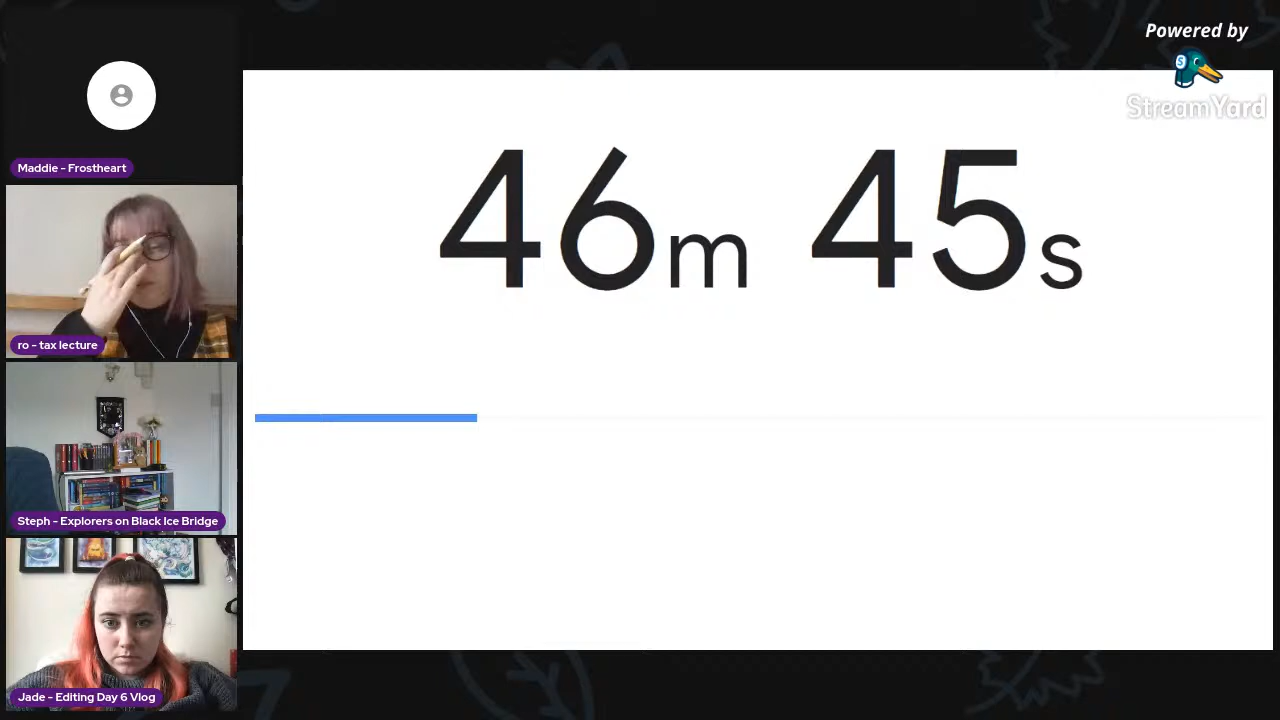 Powered by
StreamYard
Maddie - Frostheart
46m 45s
ro - tax lecture
Steph - Explorers on Black Ice Bridge
Jade - Editing Day 6 Vlog